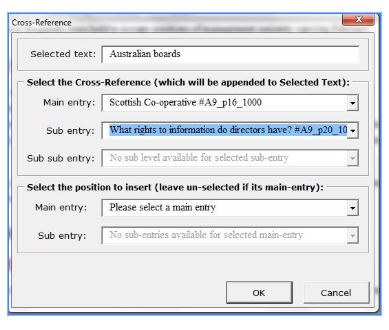 Cross-Reference
Selected text: Australian boards
Select the Cross-Reference (which will be appended to Selected Text):
Main entry: Scottish Co-operative #A9_p16_1000
Sub entry: What rights to information do directors have? #A9_p20_10
Sub sub entry: No sub level available for selected sub-entry
Select the position to insert (leave un-selected if its main-entry):
Main entry: Please select a main entry
Sub entry: No sub-entries available for selected main-entry
OK Cancel